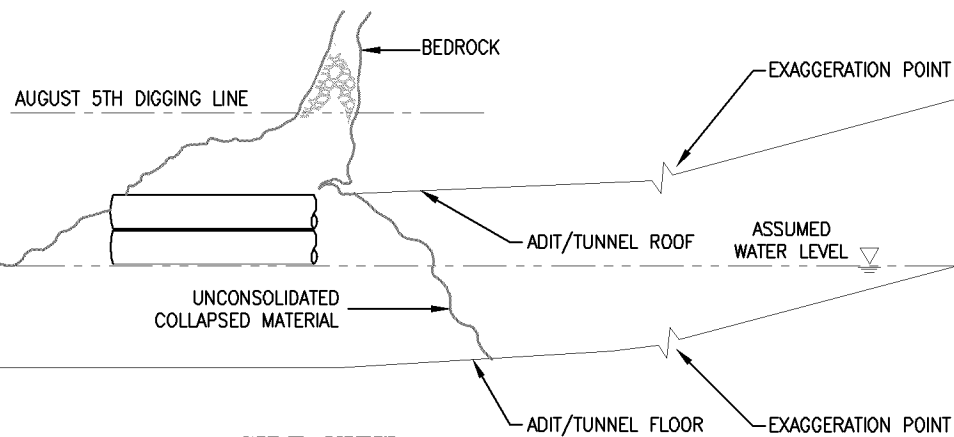 BEDROCK
EXAGGERATION POINT
AUGUST 5TH DIGGING LINE
ADIT/TUNNEL ROOF
ASSUMED
WATER LEVEL
UNCONSOLIDATED
COLLAPSED MATERIAL
ADIT/TUNNEL FLOOR
EXAGGERATION POINT